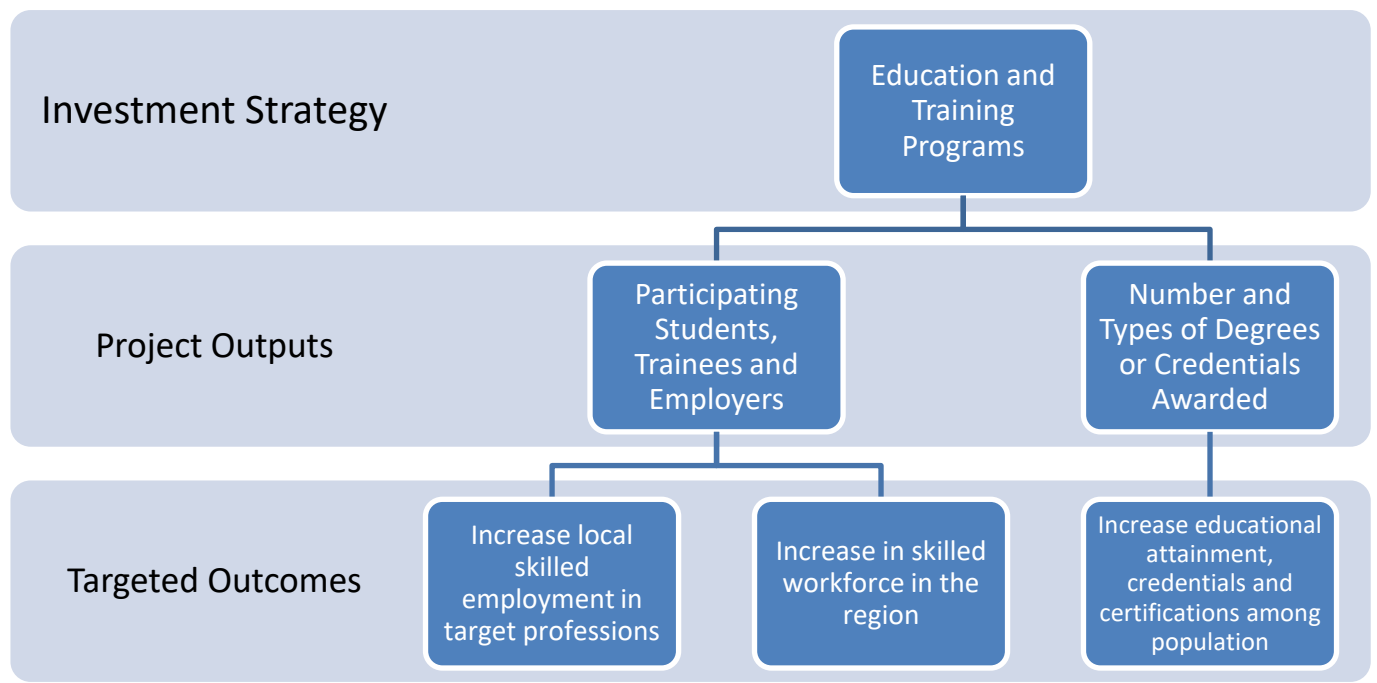 Investment Strategy
Education and
Training
Programs
Project Outputs
Participating
Students,
Trainees and
Employers
Number and
Types of Degrees
or Credentials
Awarded
Targeted Outcomes
Increase local
skilled
employment in
target professions
Increase in skilled
workforce in the
region
Increase educational
attainment,
credentials and
certifications among
population